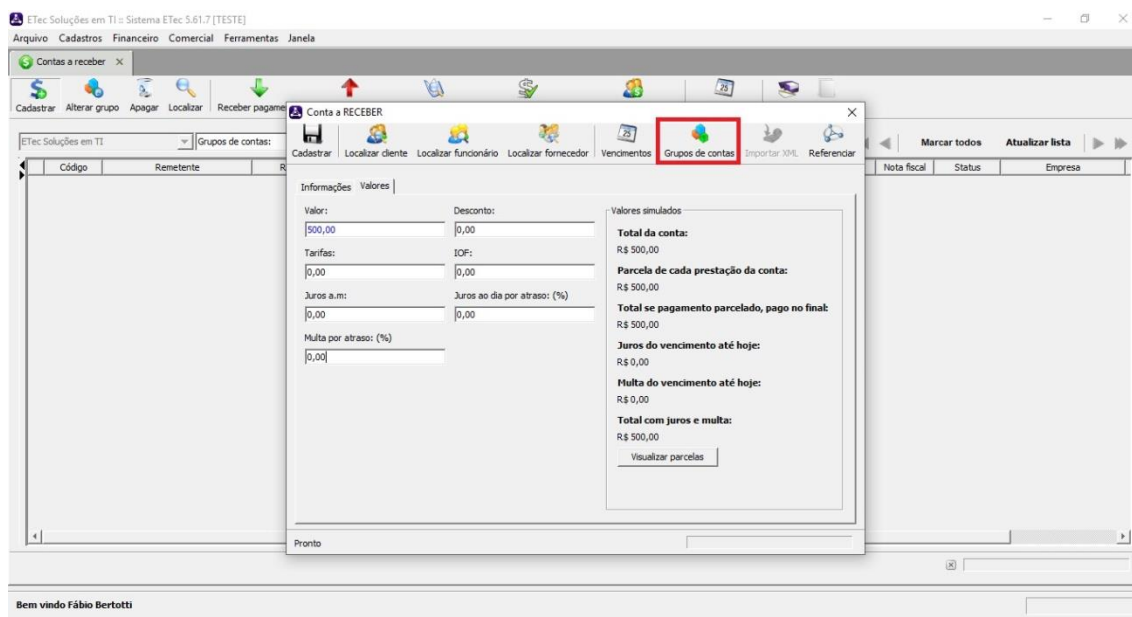 ETec Soluções em TI :: Sistema ETec 5.61.7 [TESTE]
Arquivo Cadastros Financeiro Comercial Ferramentas Janela
Contas a receber
Cadastrar Alterar grupo Apagar Localizar Receber pagame
Conta a RECEBER
Cadastrar Localizar cliente Localizar funcionário Localizar fornecedor Vencimentos Grupos de contas Importar XML Referenciar
ETec Soluções em TI Grupos de contas: Marcar todos Atualizar lista
Código Remetente R Nota fiscal Status Empresa
Informações Valores
Valor: Desconto:
500,00 0,00
Tarifas: IOF:
0,00 0,00
Juros a.m: Juros ao dia por atraso: (%)
0,00 0,00
Multa por atraso: (%)
0,00
Valores simulados
Total da conta:
R$ 500,00
Parcela de cada prestação da conta:
R$ 500,00
Total se pagamento parcelado, pago no final:
R$ 500,00
Juros do vencimento até hoje:
R$ 0,00
Multa do vencimento até hoje:
R$ 0,00
Total com juros e multa:
R$ 500,00
Visualizar parcelas
Pronto
Bem vindo Fábio Bertotti